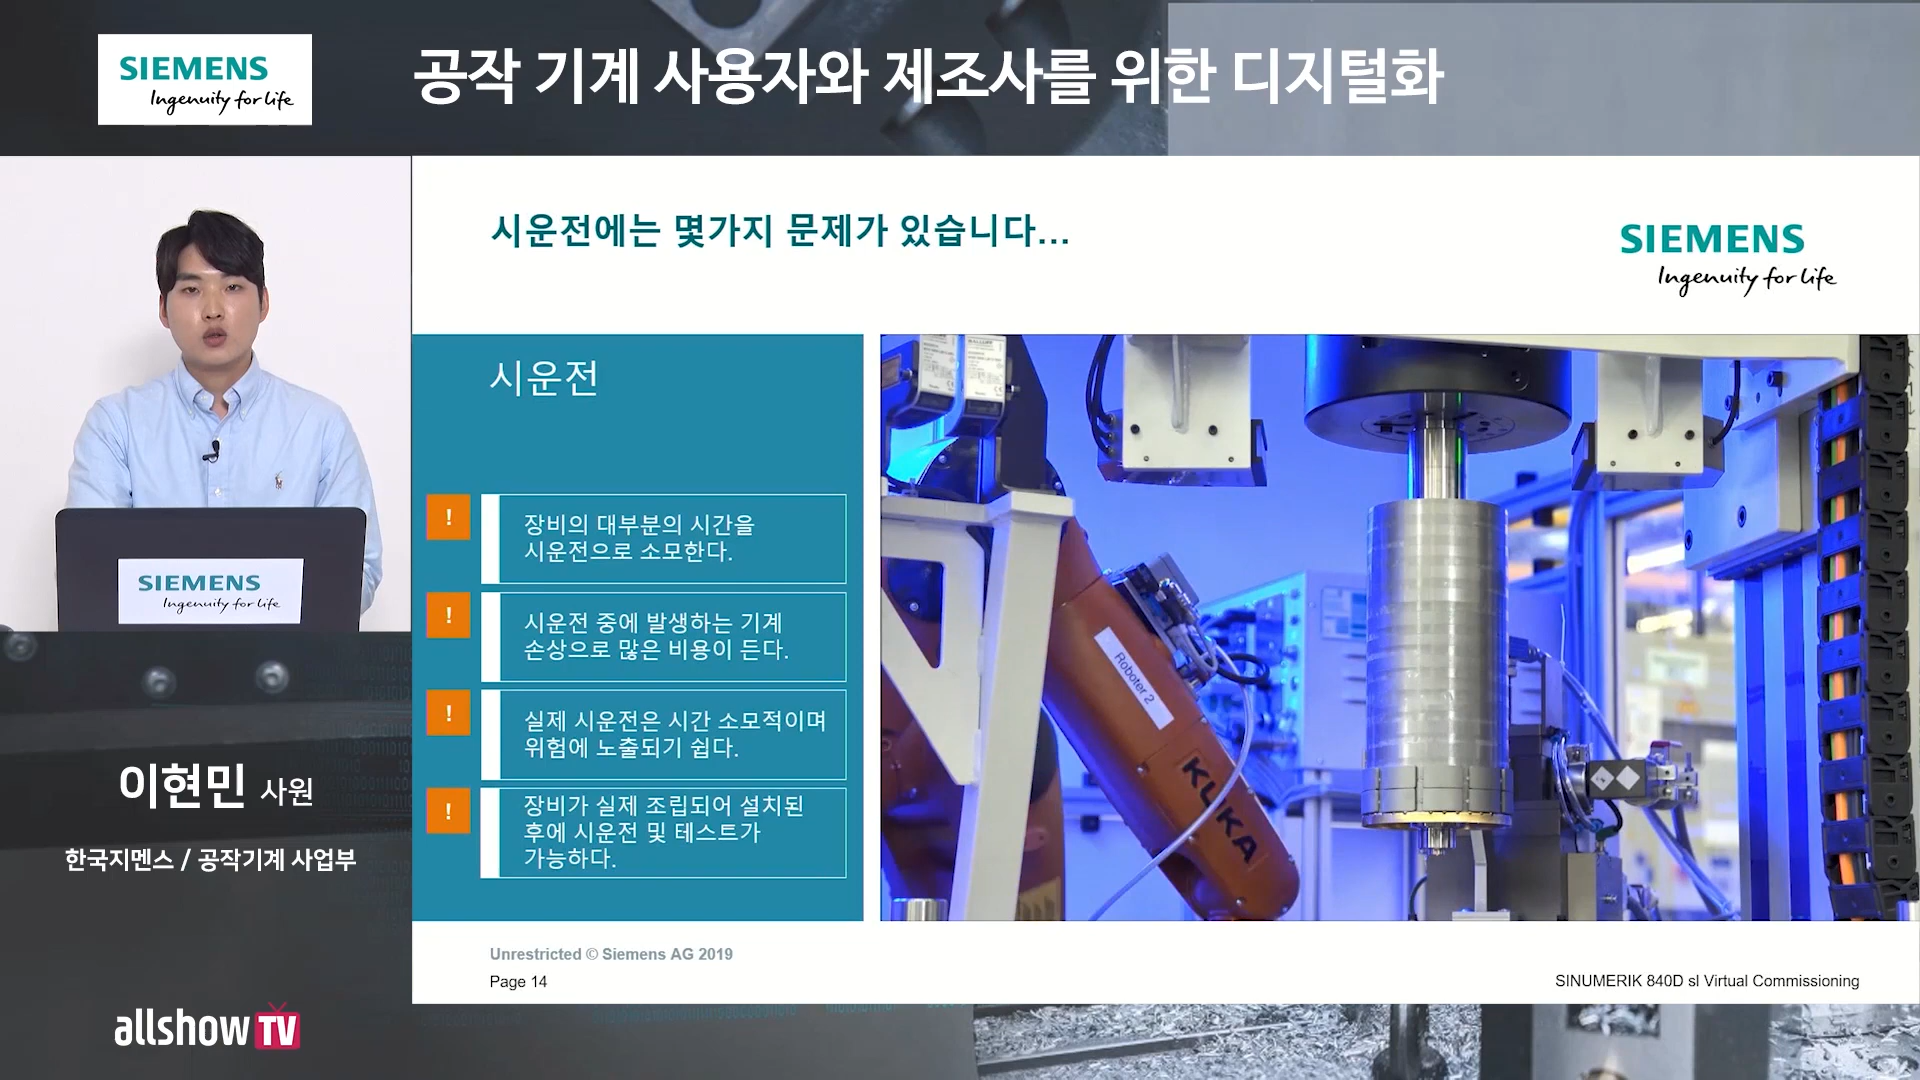 SIEMENS
Ingenuity for life
공작 기계 사용자와 제조사를 위한 디지털화
시운전에는 몇가지 문제가 있습니다...
SIEMENS
Ingenuity for life
시운전
!
장비의 대부분의 시간을
시운전으로 소모한다.
!
시운전 중에 발생하는 기계
손상으로 많은 비용이 든다.
!
실제 시운전은 시간 소모적이며
위험에 노출되기 쉽다.
!
장비가 실제 조립되어 설치된
후에 시운전 및 테스트가
가능하다.
Roboter 2
KUKA
SIEMENS
Ingenuity for life
이현민 사원
한국지멘스 / 공작기계 사업부
Unrestricted © Siemens AG 2019
Page 14
SINUMERIK 840D sl Virtual Commissioning
allshow TV